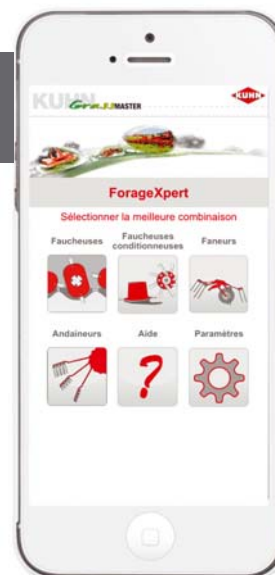 KUHN GrassMASTER
KUHN
ForageXpert
Sélectionner la meilleure combinaison
Faucheuses
Faucheuses
conditionneuses
Faneurs
Andaineurs
Aide
Paramètres